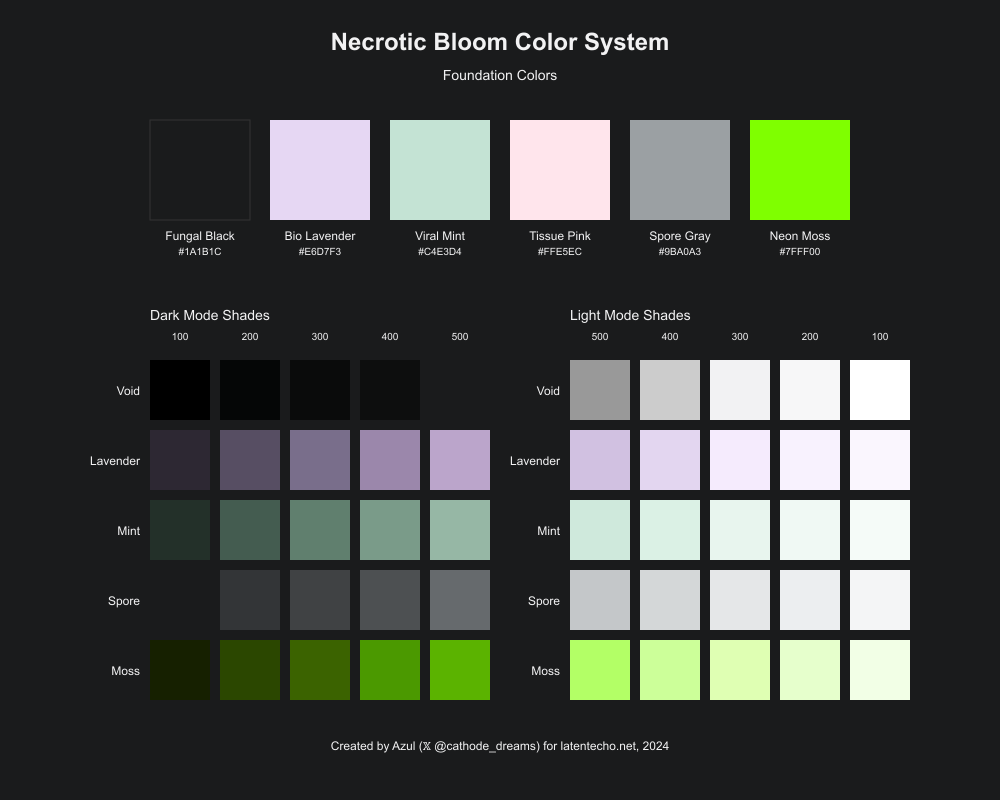 Necrotic Bloom Color System
Foundation Colors
Fungal Black Bio Lavender Viral Mint Tissue Pink Spore Gray Neon Moss
#1A1B1C #E6D7F3 #C4E3D4 #FFE5EC #9BA0A3 #7FFF00
Dark Mode Shades
100 200 300 400 500
Void
Lavender
Mint
Spore
Moss
Light Mode Shades
500 400 300 200 100
Void
Lavender
Mint
Spore
Moss
Created by Azul (𝕏 @cathode_dreams) for latentecho.net, 2024